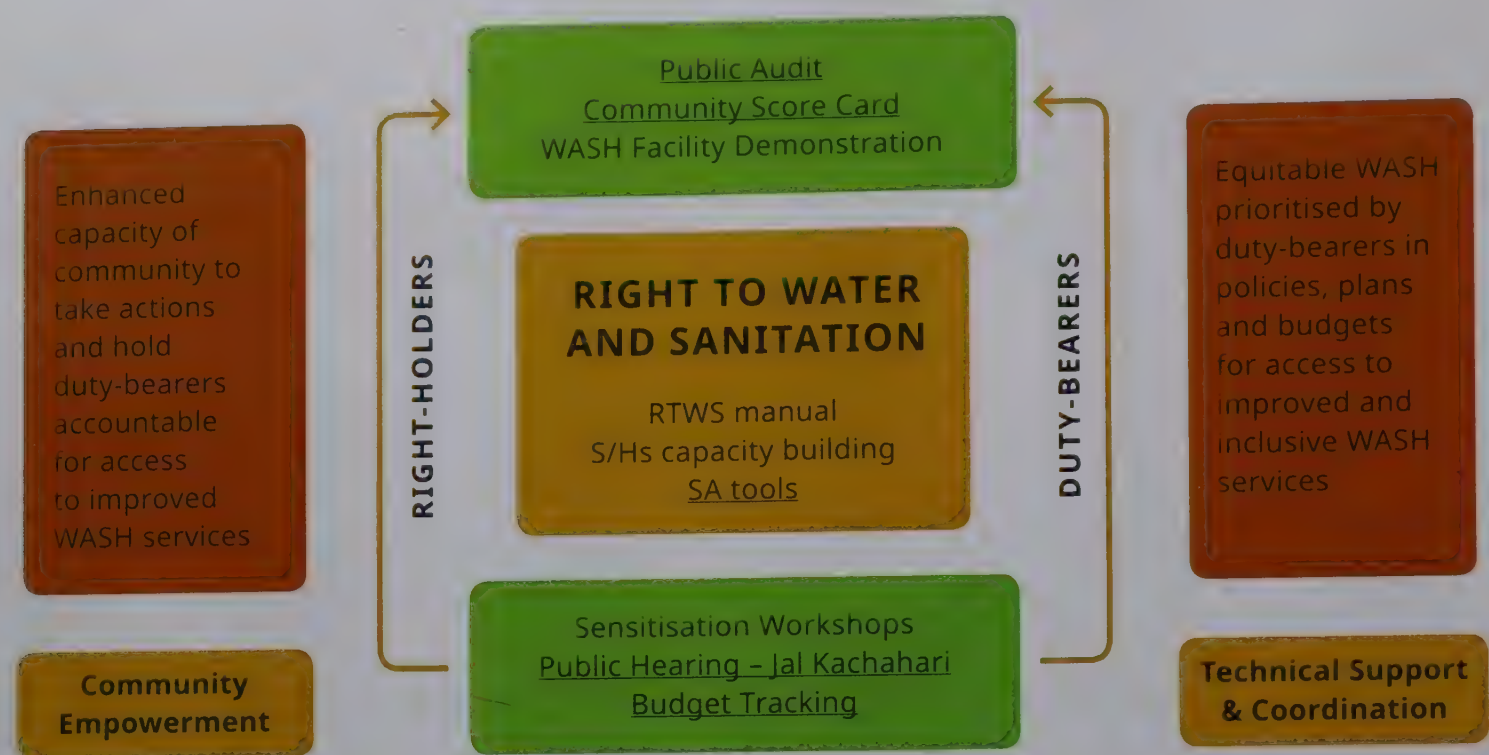 Public Audit
Community Score Card
WASH Facility Demonstration
Enhanced
capacity of
community to
take actions
and hold
duty-bearers
accountable
for access
to improved
WASH services
RIGHT-HOLDERS
RIGHT TO WATER
AND SANITATION
RTWS manual
S/Hs capacity building
SA tools
DUTY-BEARERS
Equitable WASH
prioritised by
duty-bearers in
policies, plans
and budgets
for access to
improved and
inclusive WASH
services
Sensitisation Workshops
Public Hearing – Jal Kachahari
Budget Tracking
Community
Empowerment
Technical Support
& Coordination